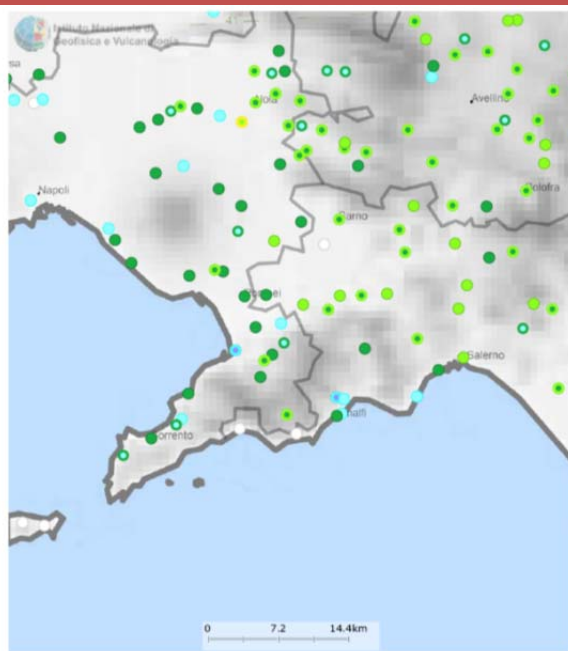 Istituto Nazionale di
Geofisica e Vulcanologia
Nola
Avellino
Napoli
Solofra
Sarno
Salerno
Sorrento
0 7.2 14.4km